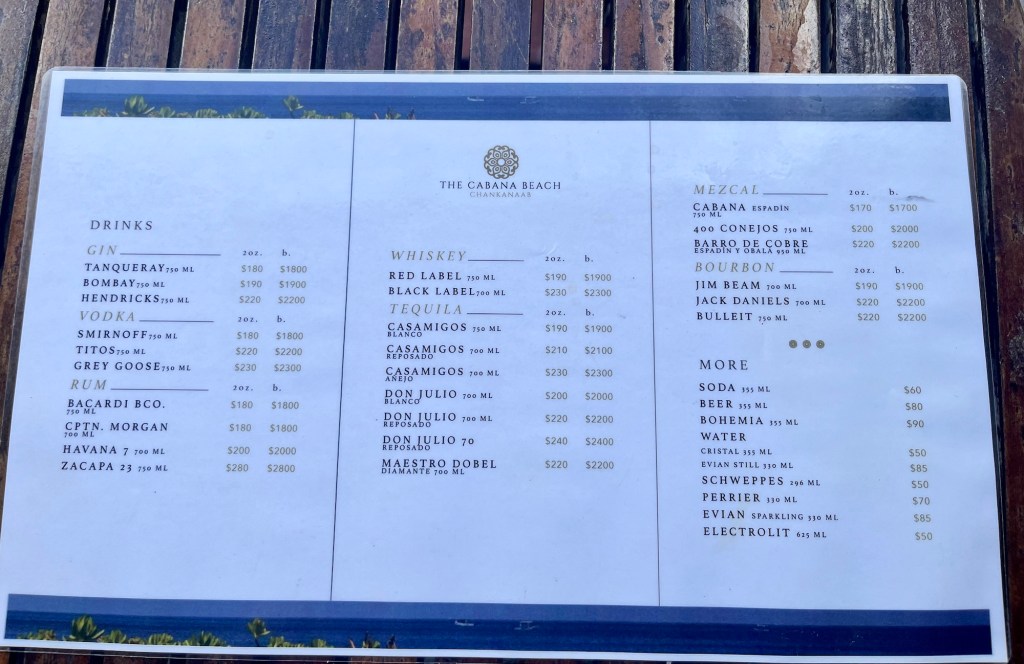 DRINKS
GIN 2oz. b.
TANQUERAY 750 ML $180 $1800
BOMBAY 750 ML $190 $1900
HENDRICKS 750 ML $220 $2200
VODKA 2oz. b.
SMIRNOFF 750 ML $180 $1800
TITOS 750 ML $220 $2200
GREY GOOSE 750 ML $230 $2300
RUM 2oz. b.
BACARDI BCO. $180 $1800
750 ML
CPTN. MORGAN $180 $1800
700 ML
HAVANA 7 700 ML $200 $2000
ZACAPA 23 750 ML $280 $2800
THE CABANA BEACH
CHANKANAAB
WHISKEY 2oz. b.
RED LABEL 750 ML $190 $1900
BLACK LABEL 700 ML $230 $2300
TEQUILA 2oz. b.
CASAMIGOS 750 ML $190 $1900
BLANCO
CASAMIGOS 700 ML $210 $2100
REPOSADO
CASAMIGOS 700 ML $230 $2300
AÑEJO
DON JULIO 700 ML $200 $2000
BLANCO
DON JULIO 700 ML $220 $2200
REPOSADO
DON JULIO 70 $240 $2400
REPOSADO
MAESTRO DOBEL $220 $2200
DIAMANTE 700 ML
MEZCAL 2oz. b.
CABANA ESPADÍN $170 $1700
750 ML
400 CONEJOS 750 ML $200 $2000
BARRO DE COBRE $220 $2200
ESPADÍN Y OBALÁ 950 ML
BOURBON 2oz. b.
JIM BEAM 700 ML $190 $1900
JACK DANIELS 700 ML $220 $2200
BULLEIT 750 ML $220 $2200
MORE
SODA 355 ML $60
BEER 355 ML $80
BOHEMIA 355 ML $90
WATER
CRISTAL 355 ML $50
EVIAN STILL 330 ML $85
SCHWEPPES 296 ML $50
PERRIER 330 ML $70
EVIAN SPARKLING 330 ML $85
ELECTROLIT 625 ML $50